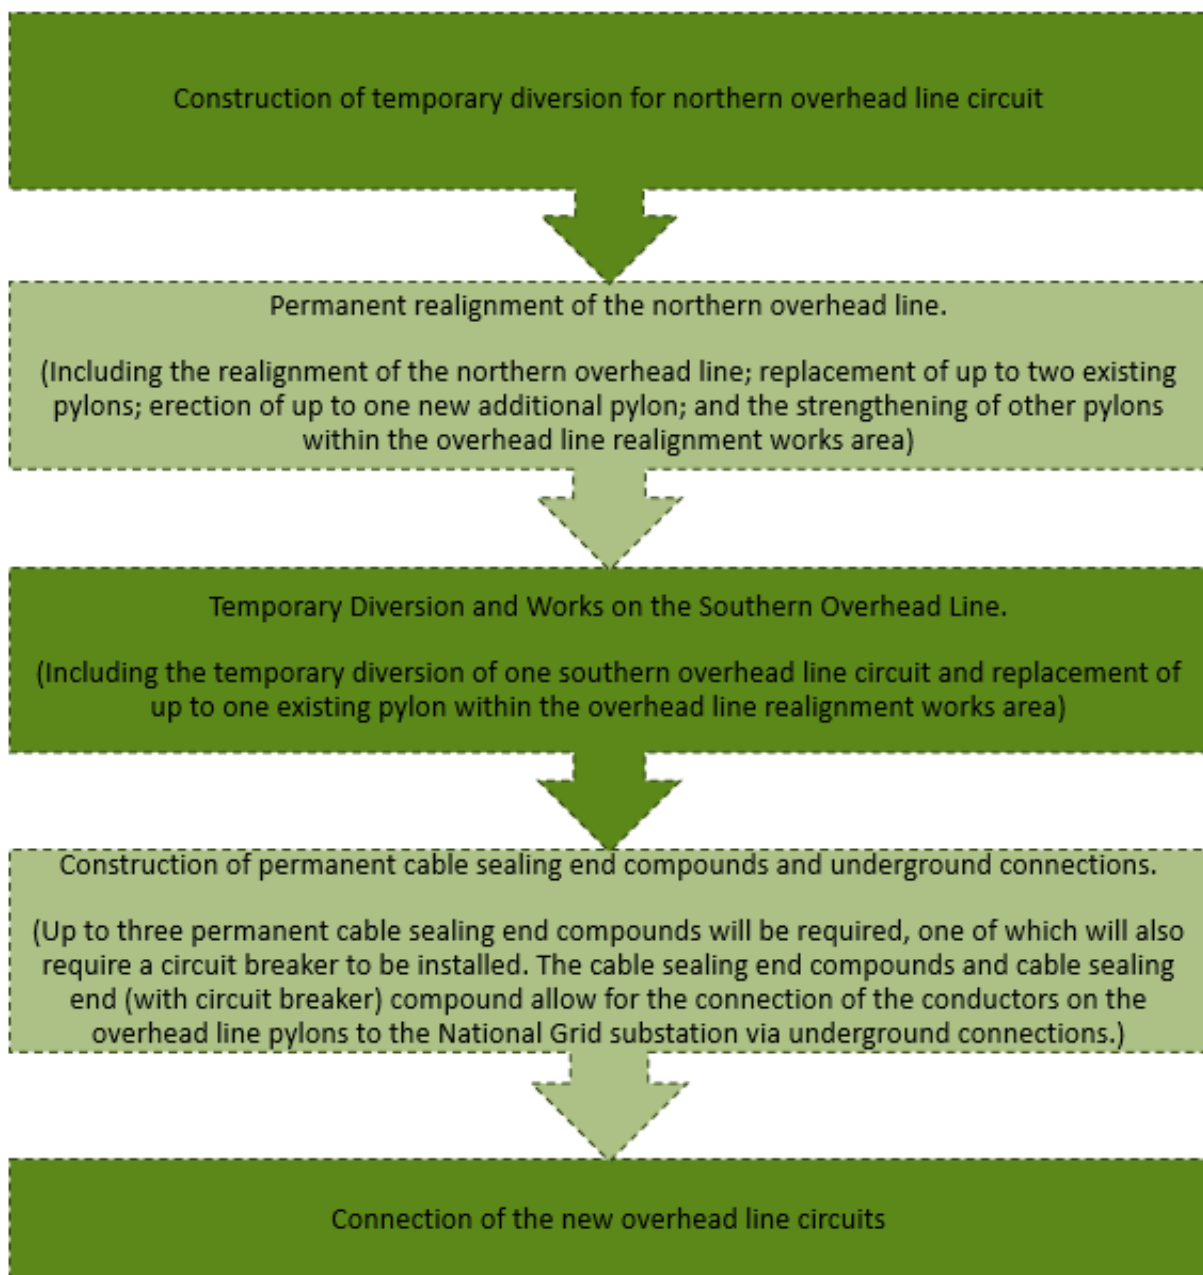 Construction of temporary diversion for northern overhead line circuit
Permanent realignment of the northern overhead line.
(Including the realignment of the northern overhead line; replacement of up to two existing
pylons; erection of up to one new additional pylon; and the strengthening of other pylons
within the overhead line realignment works area)
Temporary Diversion and Works on the Southern Overhead Line.
(Including the temporary diversion of one southern overhead line circuit and replacement of
up to one existing pylon within the overhead line realignment works area)
Construction of permanent cable sealing end compounds and underground connections.
(Up to three permanent cable sealing end compounds will be required, one of which will also
require a circuit breaker to be installed. The cable sealing end compounds and cable sealing
end (with circuit breaker) compound allow for the connection of the conductors on the
overhead line pylons to the National Grid substation via underground connections.)
Connection of the new overhead line circuits